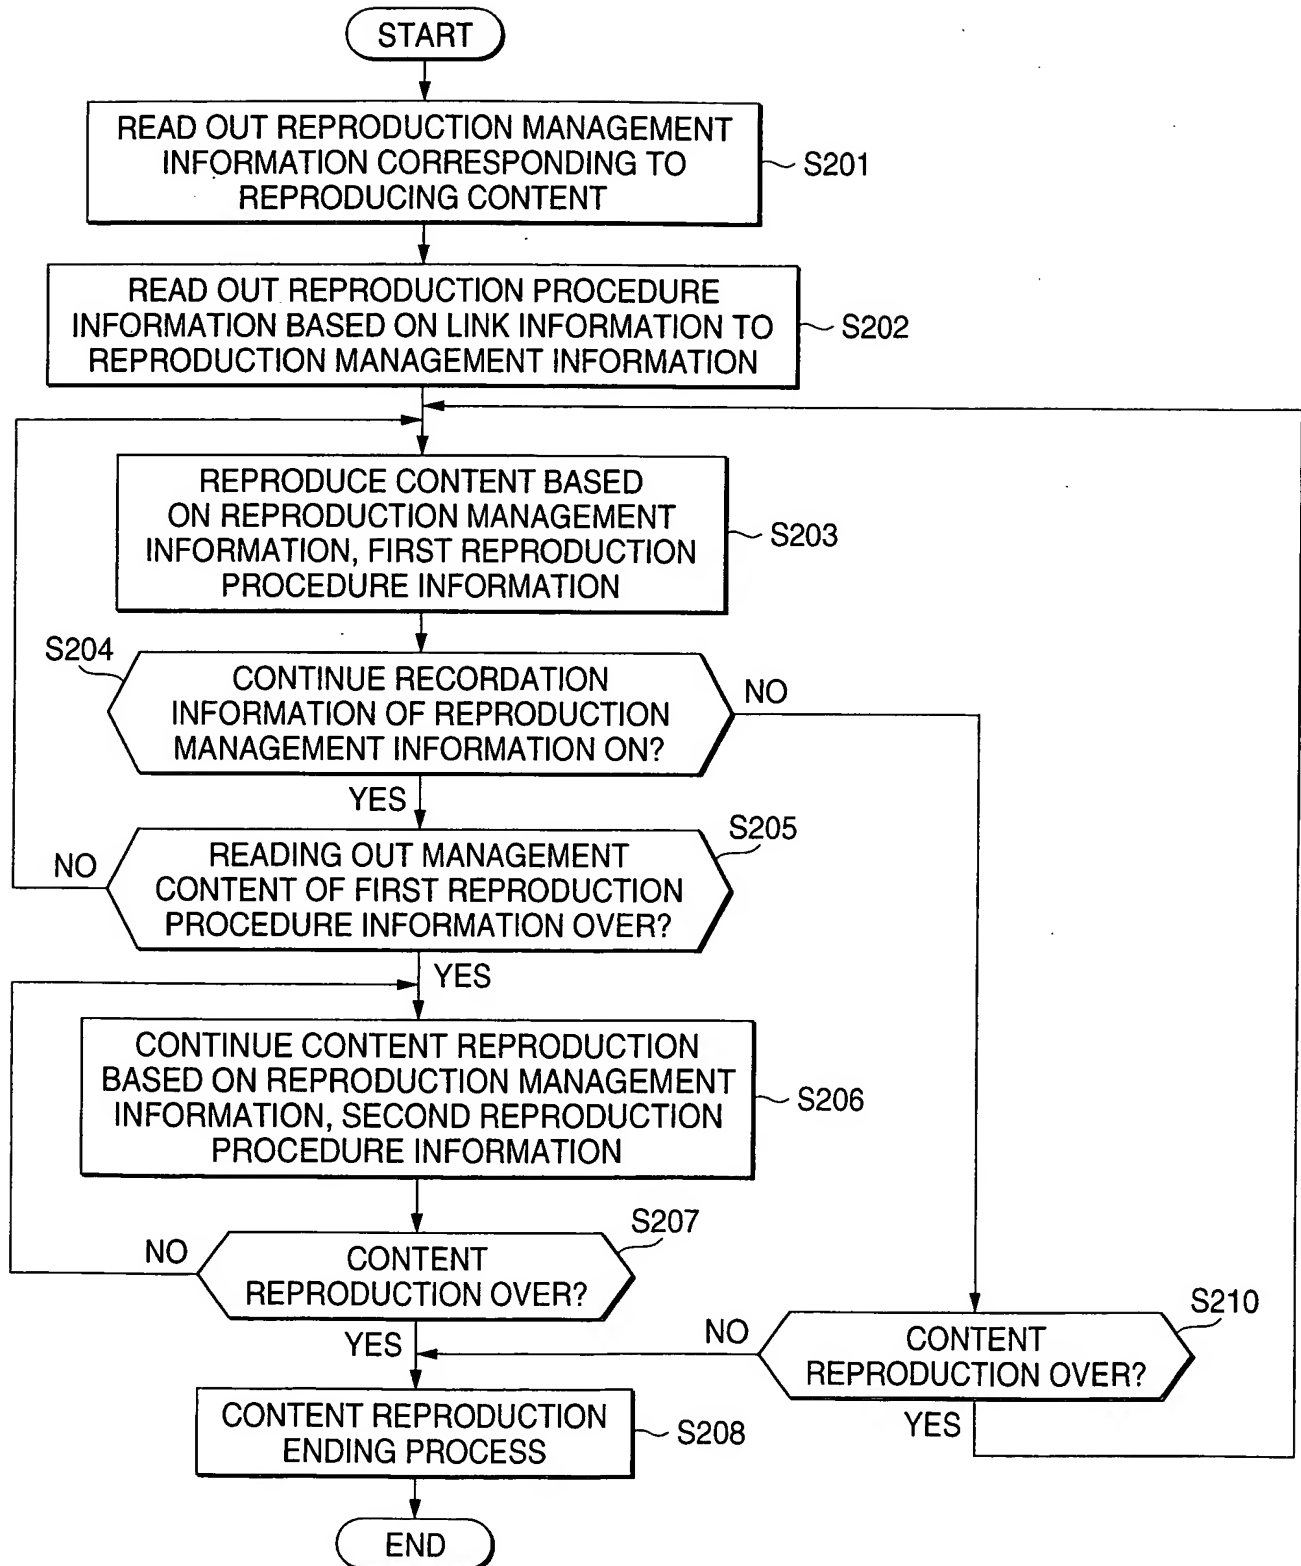 START
READ OUT REPRODUCTION MANAGEMENT
INFORMATION CORRESPONDING TO
REPRODUCING CONTENT
S201
READ OUT REPRODUCTION PROCEDURE
INFORMATION BASED ON LINK INFORMATION TO
REPRODUCTION MANAGEMENT INFORMATION
S202
REPRODUCE CONTENT BASED
ON REPRODUCTION MANAGEMENT
INFORMATION, FIRST REPRODUCTION
PROCEDURE INFORMATION
S203
S204
CONTINUE RECORDATION
INFORMATION OF REPRODUCTION
MANAGEMENT INFORMATION ON?
NO
YES
S205
READING OUT MANAGEMENT
CONTENT OF FIRST REPRODUCTION
PROCEDURE INFORMATION OVER?
NO
YES
CONTINUE CONTENT REPRODUCTION
BASED ON REPRODUCTION MANAGEMENT
INFORMATION, SECOND REPRODUCTION
PROCEDURE INFORMATION
S206
S207
CONTENT
REPRODUCTION OVER?
NO
YES
S210
CONTENT
REPRODUCTION OVER?
NO
YES
CONTENT REPRODUCTION
ENDING PROCESS
S208
END